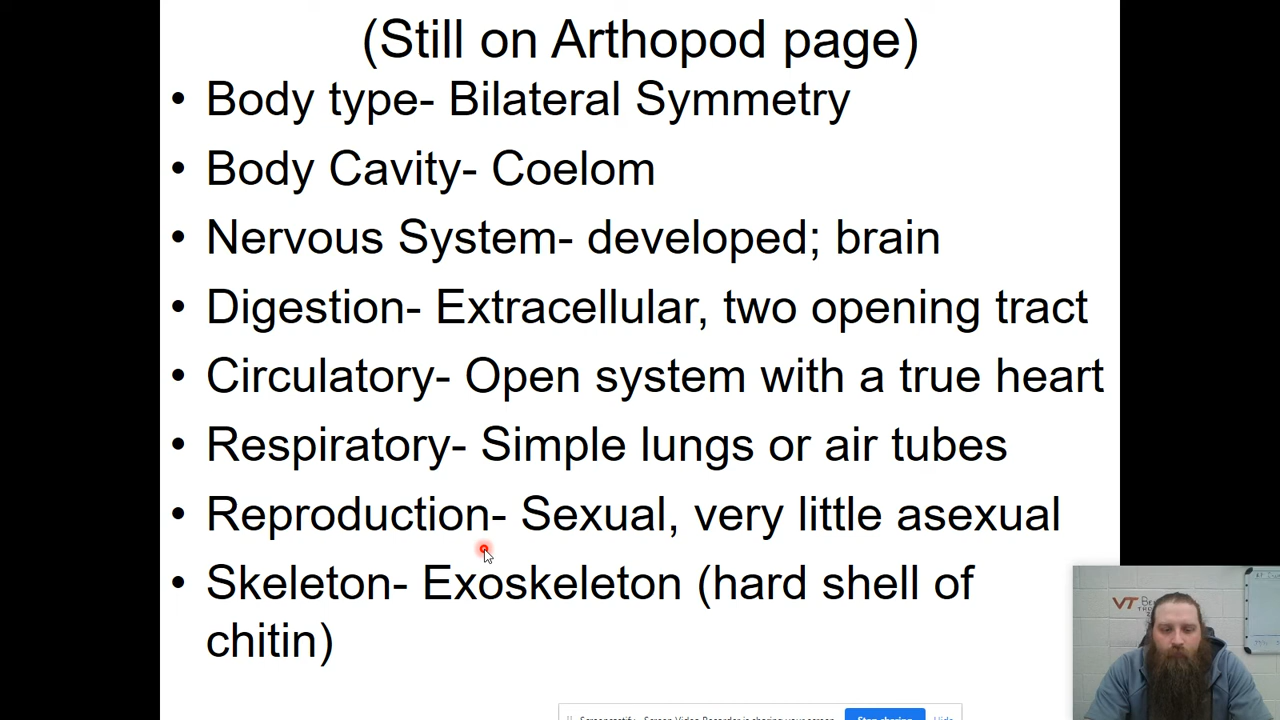 (Still on Arthopod page)
• Body type- Bilateral Symmetry
• Body Cavity- Coelom
• Nervous System- developed; brain
• Digestion- Extracellular, two opening tract
• Circulatory- Open system with a true heart
• Respiratory- Simple lungs or air tubes
• Reproduction- Sexual, very little asexual
• Skeleton- Exoskeleton (hard shell of
chitin)
VT